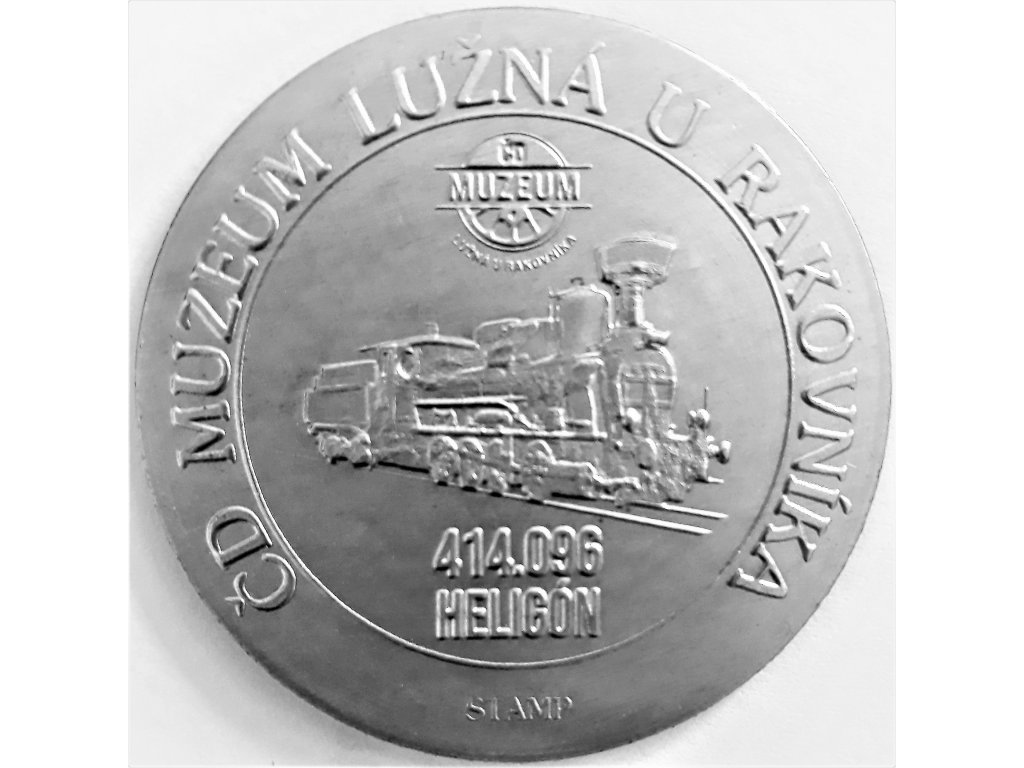 ČD MUZEUM LUŽNÁ U RAKOVNÍKA
ČD
MUZEUM
LUŽNÁ U RAKOVNÍKA
414.096
HELIGÓN
STAMP